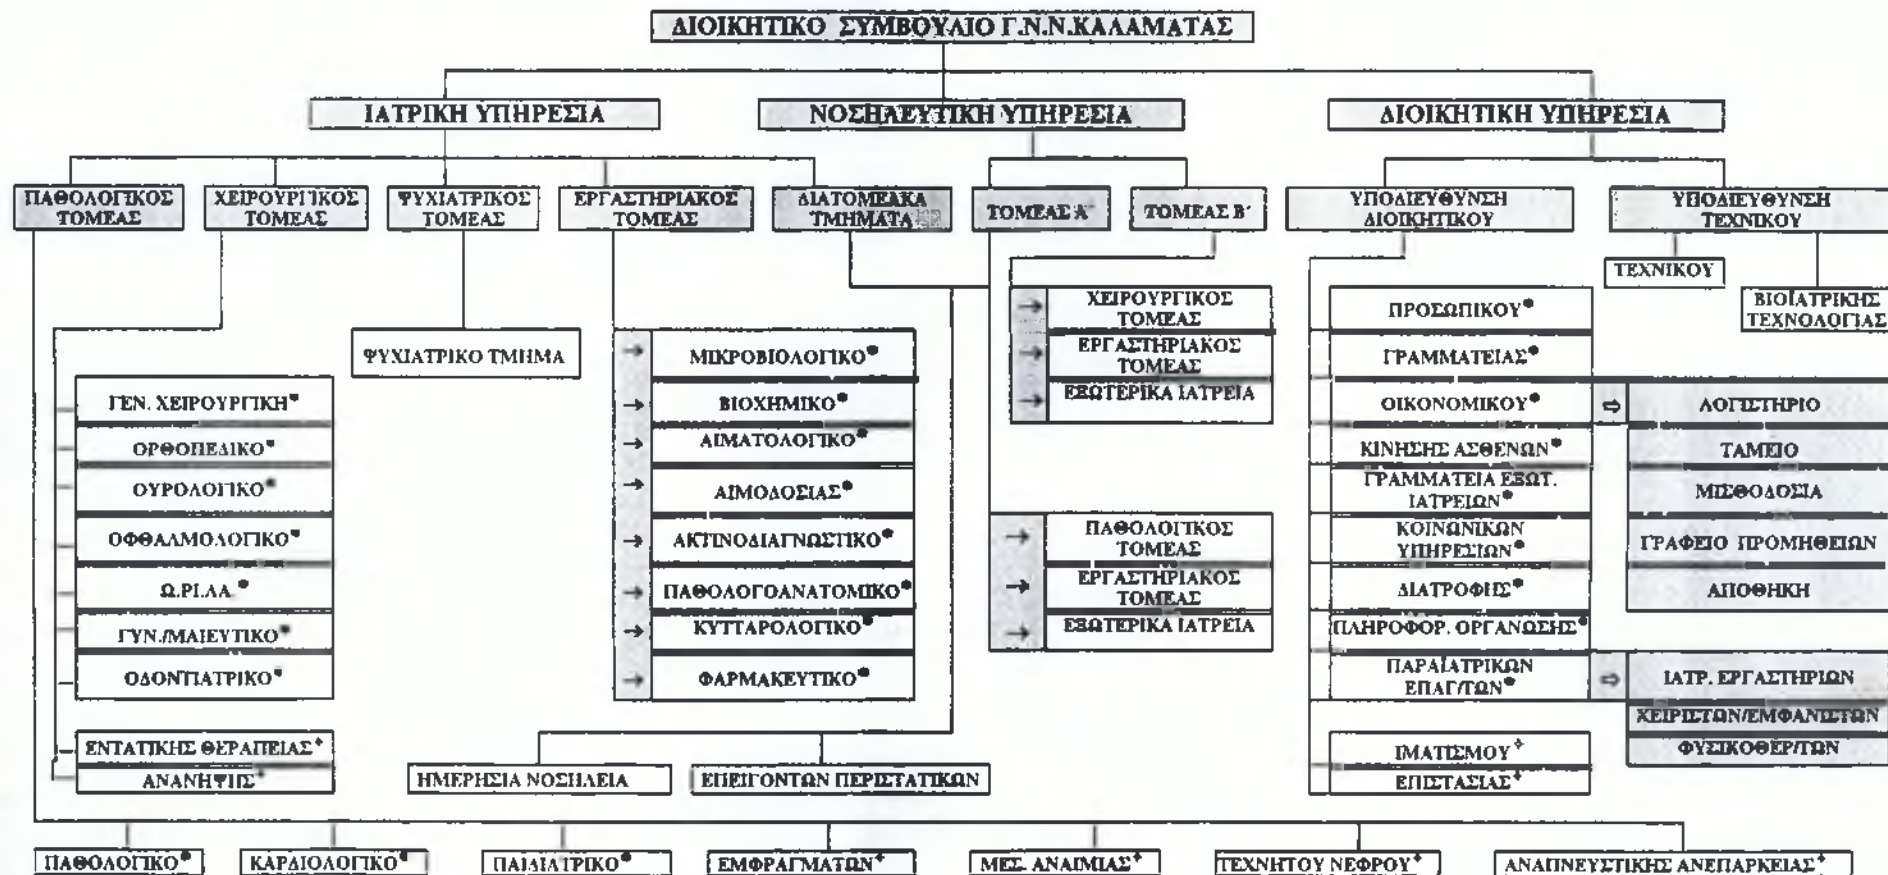 ΔΙΟΙΚΗΤΙΚΟ ΣΥΜΒΟΥΛΙΟ Γ.Ν.Ν.ΚΑΛΑΜΑΤΑΣ
ΙΑΤΡΙΚΗ ΥΠΗΡΕΣΙΑ
ΝΟΣΗΛΕΥΤΙΚΗ ΥΠΗΡΕΣΙΑ
ΔΙΟΙΚΗΤΙΚΗ ΥΠΗΡΕΣΙΑ
ΠΑΘΟΛΟΓΙΚΟΣ
ΤΟΜΕΑΣ
ΧΕΙΡΟΥΡΓΙΚΟΣ
ΤΟΜΕΑΣ
ΨΥΧΙΑΤΡΙΚΟΣ
ΤΟΜΕΑΣ
ΕΡΓΑΣΤΗΡΙΑΚΟΣ
ΤΟΜΕΑΣ
ΔΙΑΤΟΜΕΑΚΑ
ΤΜΗΜΑΤΑ
ΤΟΜΕΑΣ Α΄
ΤΟΜΕΑΣ Β΄
ΥΠΟΔΙΕΥΘΥΝΣΗ
ΔΙΟΙΚΗΤΙΚΟΥ
ΥΠΟΔΙΕΥΘΥΝΣΗ
ΤΕΧΝΙΚΟΥ
ΤΕΧΝΙΚΟΥ
ΒΙΟΪΑΤΡΙΚΗΣ
ΤΕΧΝΟΛΟΓΙΑΣ
ΓΕΝ. ΧΕΙΡΟΥΡΓΙΚΗ●
ΟΡΘΟΠΕΔΙΚΟ●
ΟΥΡΟΛΟΓΙΚΟ●
ΟΦΘΑΛΜΟΛΟΓΙΚΟ●
Ω.ΡΙ.ΛΑ.●
ΓΥΝ./ΜΑΙΕΥΤΙΚΟ●
ΟΔΟΝΤΙΑΤΡΙΚΟ●
ΕΝΤΑΤΙΚΗΣ ΘΕΡΑΠΕΙΑΣ✦
ΑΝΑΝΗΨΗΣ✦
ΨΥΧΙΑΤΡΙΚΟ ΤΜΗΜΑ
→ ΜΙΚΡΟΒΙΟΛΟΓΙΚΟ●
→ ΒΙΟΧΗΜΙΚΟ●
→ ΑΙΜΑΤΟΛΟΓΙΚΟ●
→ ΑΙΜΟΔΟΣΙΑΣ●
→ ΑΚΤΙΝΟΔΙΑΓΝΩΣΤΙΚΟ●
→ ΠΑΘΟΛΟΓΟΑΝΑΤΟΜΙΚΟ●
→ ΚΥΤΤΑΡΟΛΟΓΙΚΟ●
→ ΦΑΡΜΑΚΕΥΤΙΚΟ●
ΗΜΕΡΗΣΙΑ ΝΟΣΗΛΕΙΑ
ΕΠΕΙΓΟΝΤΩΝ ΠΕΡΙΣΤΑΤΙΚΩΝ
→ ΧΕΙΡΟΥΡΓΙΚΟΣ
ΤΟΜΕΑΣ
→ ΕΡΓΑΣΤΗΡΙΑΚΟΣ
ΤΟΜΕΑΣ
→ ΕΞΩΤΕΡΙΚΑ ΙΑΤΡΕΙΑ
→ ΠΑΘΟΛΟΓΙΚΟΣ
ΤΟΜΕΑΣ
→ ΕΡΓΑΣΤΗΡΙΑΚΟΣ
ΤΟΜΕΑΣ
→ ΕΞΩΤΕΡΙΚΑ ΙΑΤΡΕΙΑ
ΠΡΟΣΩΠΙΚΟΥ●
ΓΡΑΜΜΑΤΕΙΑΣ●
ΟΙΚΟΝΟΜΙΚΟΥ●
ΚΙΝΗΣΗΣ ΑΣΘΕΝΩΝ●
ΓΡΑΜΜΑΤΕΙΑ ΕΞΩΤ.
ΙΑΤΡΕΙΩΝ●
ΚΟΙΝΩΝΙΚΩΝ
ΥΠΗΡΕΣΙΩΝ●
ΔΙΑΤΡΟΦΗΣ●
ΠΛΗΡΟΦΟΡ. ΟΡΓΑΝΩΣΗΣ●
ΠΑΡΑΪΑΤΡΙΚΩΝ
ΕΠΑΓ/ΤΩΝ●
ΙΜΑΤΙΣΜΟΥ✦
ΕΠΙΣΤΑΣΙΑΣ✦
⇨ ΛΟΓΙΣΤΗΡΙΟ
ΤΑΜΕΙΟ
ΜΙΣΘΟΔΟΣΙΑ
ΓΡΑΦΕΙΟ ΠΡΟΜΗΘΕΙΩΝ
ΑΠΟΘΗΚΗ
⇨ ΙΑΤΡ. ΕΡΓΑΣΤΗΡΙΩΝ
ΧΕΙΡΙΣΤΩΝ/ΕΜΦΑΝΙΣΤΩΝ
ΦΥΣΙΚΟΘΕΡ/ΤΩΝ
ΠΑΘΟΛΟΓΙΚΟ●
ΚΑΡΔΙΟΛΟΓΙΚΟ●
ΠΑΙΔΙΑΤΡΙΚΟ●
ΕΜΦΡΑΓΜΑΤΩΝ✦
ΜΕΣ. ΑΝΑΙΜΙΑΣ✦
ΤΕΧΝΗΤΟΥ ΝΕΦΡΟΥ✦
ΑΝΑΠΝΕΥΣΤΙΚΗΣ ΑΝΕΠΑΡΚΕΙΑΣ✦